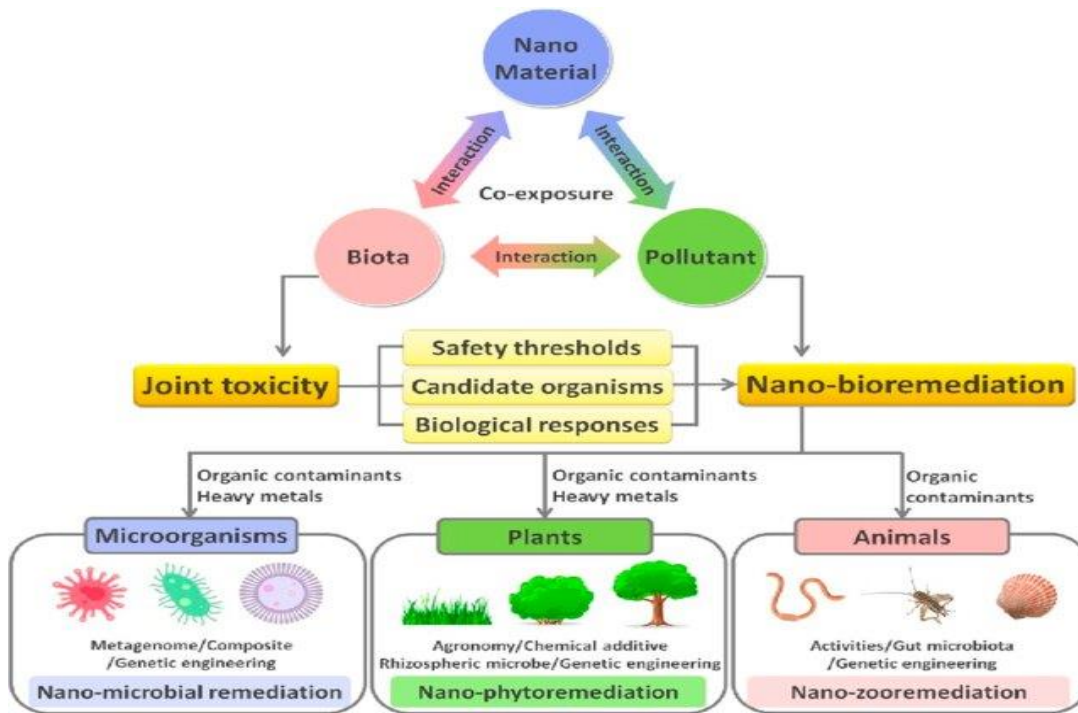 Nano
Material
Interaction
Interaction
Co-exposure
Biota
Interaction
Pollutant
Safety thresholds
Joint toxicity
Candidate organisms
Nano-bioremediation
Biological responses
Organic contaminants
Heavy metals
Organic contaminants
Heavy metals
Organic
contaminants
Microorganisms
Plants
Animals
Metagenome/Composite
/Genetic engineering
Agronomy/Chemical additive
Rhizospheric microbe/Genetic engineering
Activities/Gut microbiota
/Genetic engineering
Nano-microbial remediation
Nano-phytoremediation
Nano-zooremediation